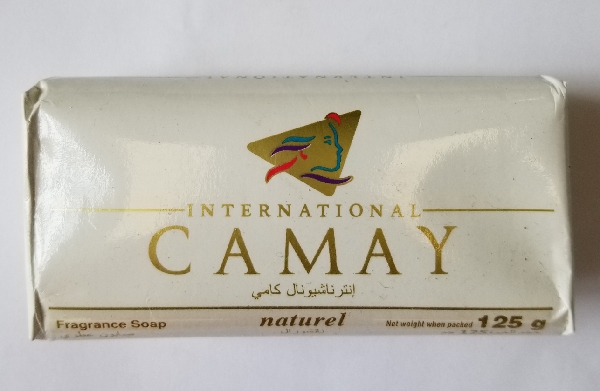 INTERNATIONAL
CAMAY
إنترناشيونال كامي
Fragrance Soap
naturel
Net weight when packed 125 g